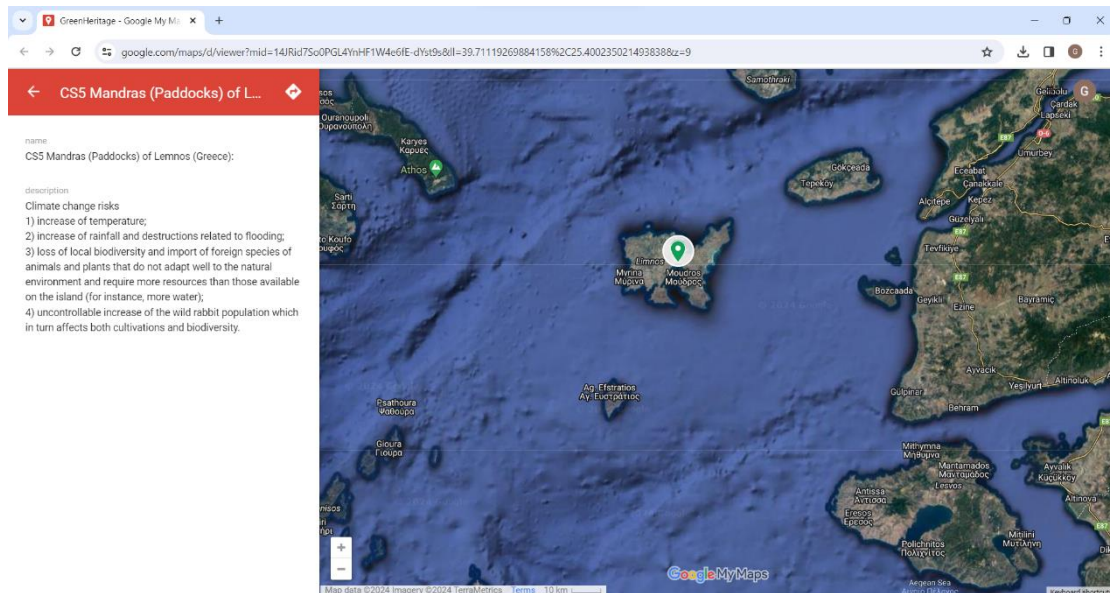 GreenHeritage - Google My Ma
google.com/maps/d/viewer?mid=14JRid7So0PGL4YnHF1W4e6fE-dYst9s&ll=39.71119269884158%2C25.400235021493838&z=9
CS5 Mandras (Paddocks) of L...
name
CS5 Mandras (Paddocks) of Lemnos (Greece):
description
Climate change risks
1) increase of temperature;
2) increase of rainfall and destructions related to flooding;
3) loss of local biodiversity and import of foreign species of
animals and plants that do not adapt well to the natural
environment and require more resources than those available
on the island (for instance, more water);
4) uncontrollable increase of the wild rabbit population which
in turn affects both cultivations and biodiversity.
Samothraki
Gelibolu
G
Çardak
Lapseki
Ouranoupoli
Ουρανούπολη
Karyes
Καρυές
Athos
E87
D-6
Umurbey
Gökçeada
Tepeköy
Eceabat
Çanakkale
Sarti
Σάρτη
Alçıtepe
Kepez
Güzelyalı
E87
Tevfikiye
Limnos
Myrina
Μύρινα
Moudros
Μούδρος
E87
Bozcaada
Geyikli
Ezine
Bayramiç
Ayvacık
Yeşilyurt
Altınoluk
Ag. Efstratios
Αγ. Ευστράτιος
Gülpınar
Behram
Psathoura
Ψαθούρα
Gioura
Γιούρα
Mithymna
Μήθυμνα
Mantamados
Μανταμάδος
Lesvos
Ayvalık
Küçükköy
Antissa
Άντισσα
Eresos
Ερεσός
Altınova
E87
Polichnitos
Πολιχνίτος
Mitilini
Μυτιλήνη
Google My Maps
Aegean Sea
Map data ©2024 Imagery ©2024 TerraMetrics Terms 10 km
Keyboard shortcu